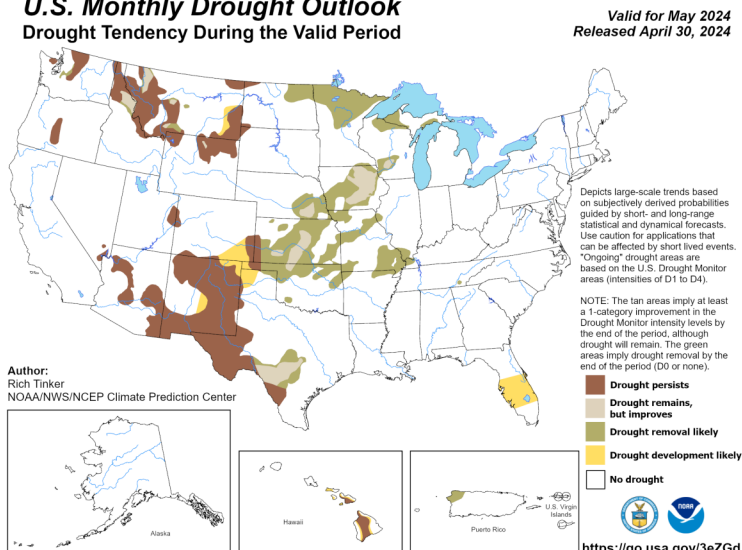 U.S. Monthly Drought Outlook
Drought Tendency During the Valid Period
Valid for May 2024
Released April 30, 2024
Depicts large-scale trends based
on subjectively derived probabilities
guided by short- and long-range
statistical and dynamical forecasts.
Use caution for applications that
can be affected by short lived events.
"Ongoing" drought areas are
based on the U.S. Drought Monitor
areas (intensities of D1 to D4).
NOTE: The tan areas imply at least
a 1-category improvement in the
Drought Monitor intensity levels by
the end of the period, although
drought will remain. The green
areas imply drought removal by the
end of the period (D0 or none).
Author:
Rich Tinker
NOAA/NWS/NCEP Climate Prediction Center
Drought persists
Drought remains,
but improves
Drought removal likely
Drought development likely
No drought
Alaska
Hawaii
Puerto Rico
U.S. Virgin
Islands
NOAA
https://go.usa.gov/3eZGd